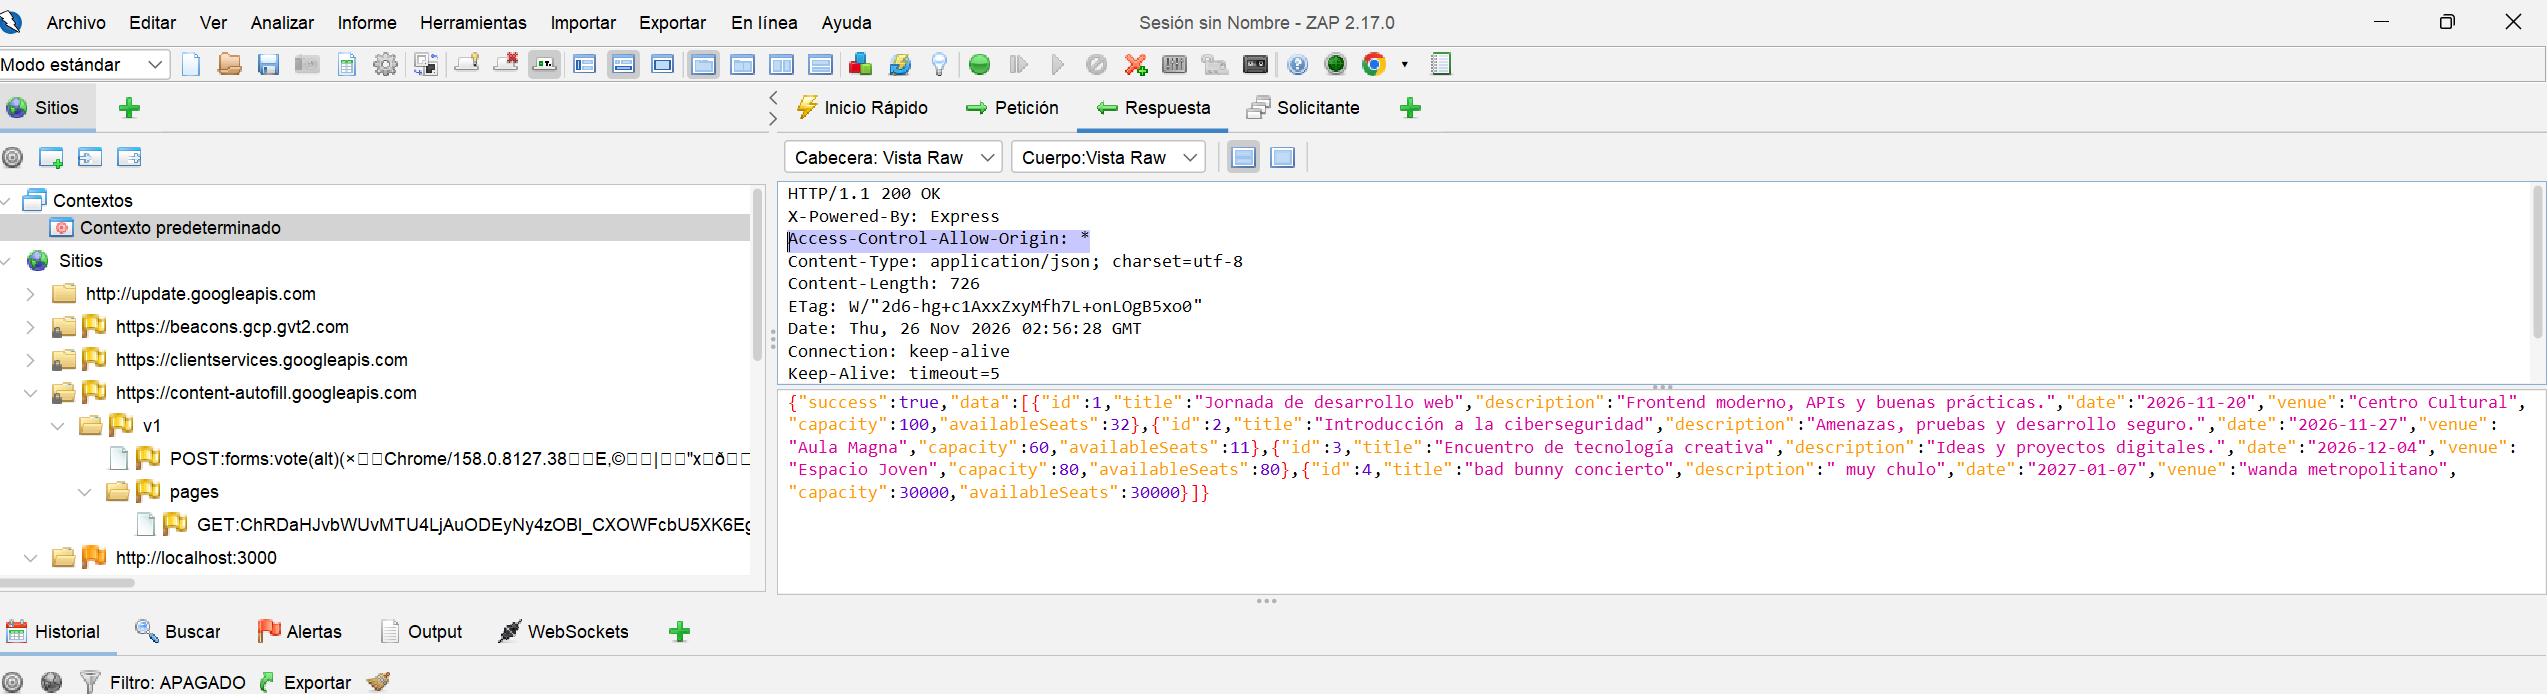 Archivo Editar Ver Analizar Informe Herramientas Importar Exportar En línea Ayuda
Sesión sin Nombre - ZAP 2.17.0
Modo estándar
Sitios
Inicio Rápido Petición Respuesta Solicitante
Cabecera: Vista Raw Cuerpo:Vista Raw
Contextos
Contexto predeterminado
Sitios
http://update.googleapis.com
https://beacons.gcp.gvt2.com
https://clientservices.googleapis.com
https://content-autofill.googleapis.com
v1
POST:forms:vote(alt)(×□□Chrome/158.0.8127.38□□E,©□□|□□"x□ð□□
pages
GET:ChRDaHJvbWUvMTU4LjAuODEyNy4zOBI_CXOWFcbU5XK6Eg
http://localhost:3000
HTTP/1.1 200 OK
X-Powered-By: Express
Access-Control-Allow-Origin: *
Content-Type: application/json; charset=utf-8
Content-Length: 726
ETag: W/"2d6-hg+c1AxxZxyMfh7L+onLOgB5xo0"
Date: Thu, 26 Nov 2026 02:56:28 GMT
Connection: keep-alive
Keep-Alive: timeout=5
{"success":true,"data":[{"id":1,"title":"Jornada de desarrollo web","description":"Frontend moderno, APIs y buenas prácticas.","date":"2026-11-20","venue":"Centro Cultural",
"capacity":100,"availableSeats":32},{"id":2,"title":"Introducción a la ciberseguridad","description":"Amenazas, pruebas y desarrollo seguro.","date":"2026-11-27","venue":
"Aula Magna","capacity":60,"availableSeats":11},{"id":3,"title":"Encuentro de tecnología creativa","description":"Ideas y proyectos digitales.","date":"2026-12-04","venue":
"Espacio Joven","capacity":80,"availableSeats":80},{"id":4,"title":"bad bunny concierto","description":" muy chulo","date":"2027-01-07","venue":"wanda metropolitano",
"capacity":30000,"availableSeats":30000}]}
Historial Buscar Alertas Output WebSockets
Filtro: APAGADO Exportar